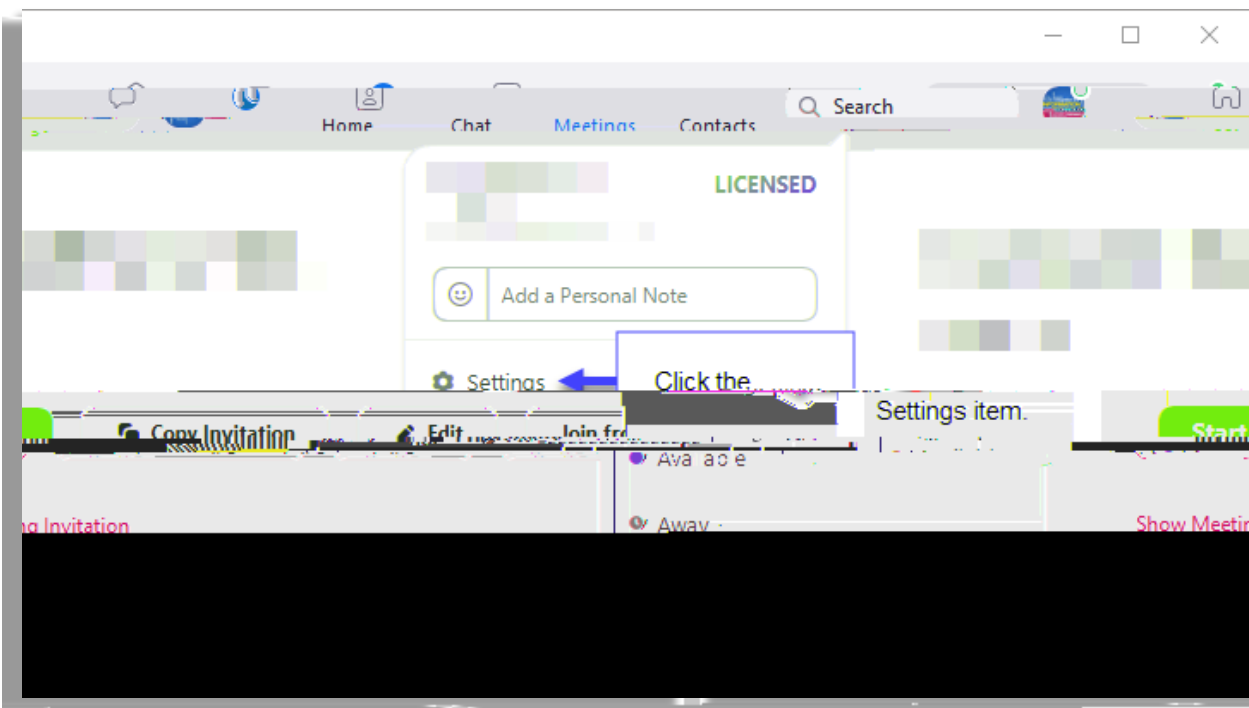 Search
Home Chat Meetings Contacts
LICENSED
Add a Personal Note
Settings
Click the
Settings item.
Copy Invitation
Edit
Join
Start
Available
Away
Invitation
Show